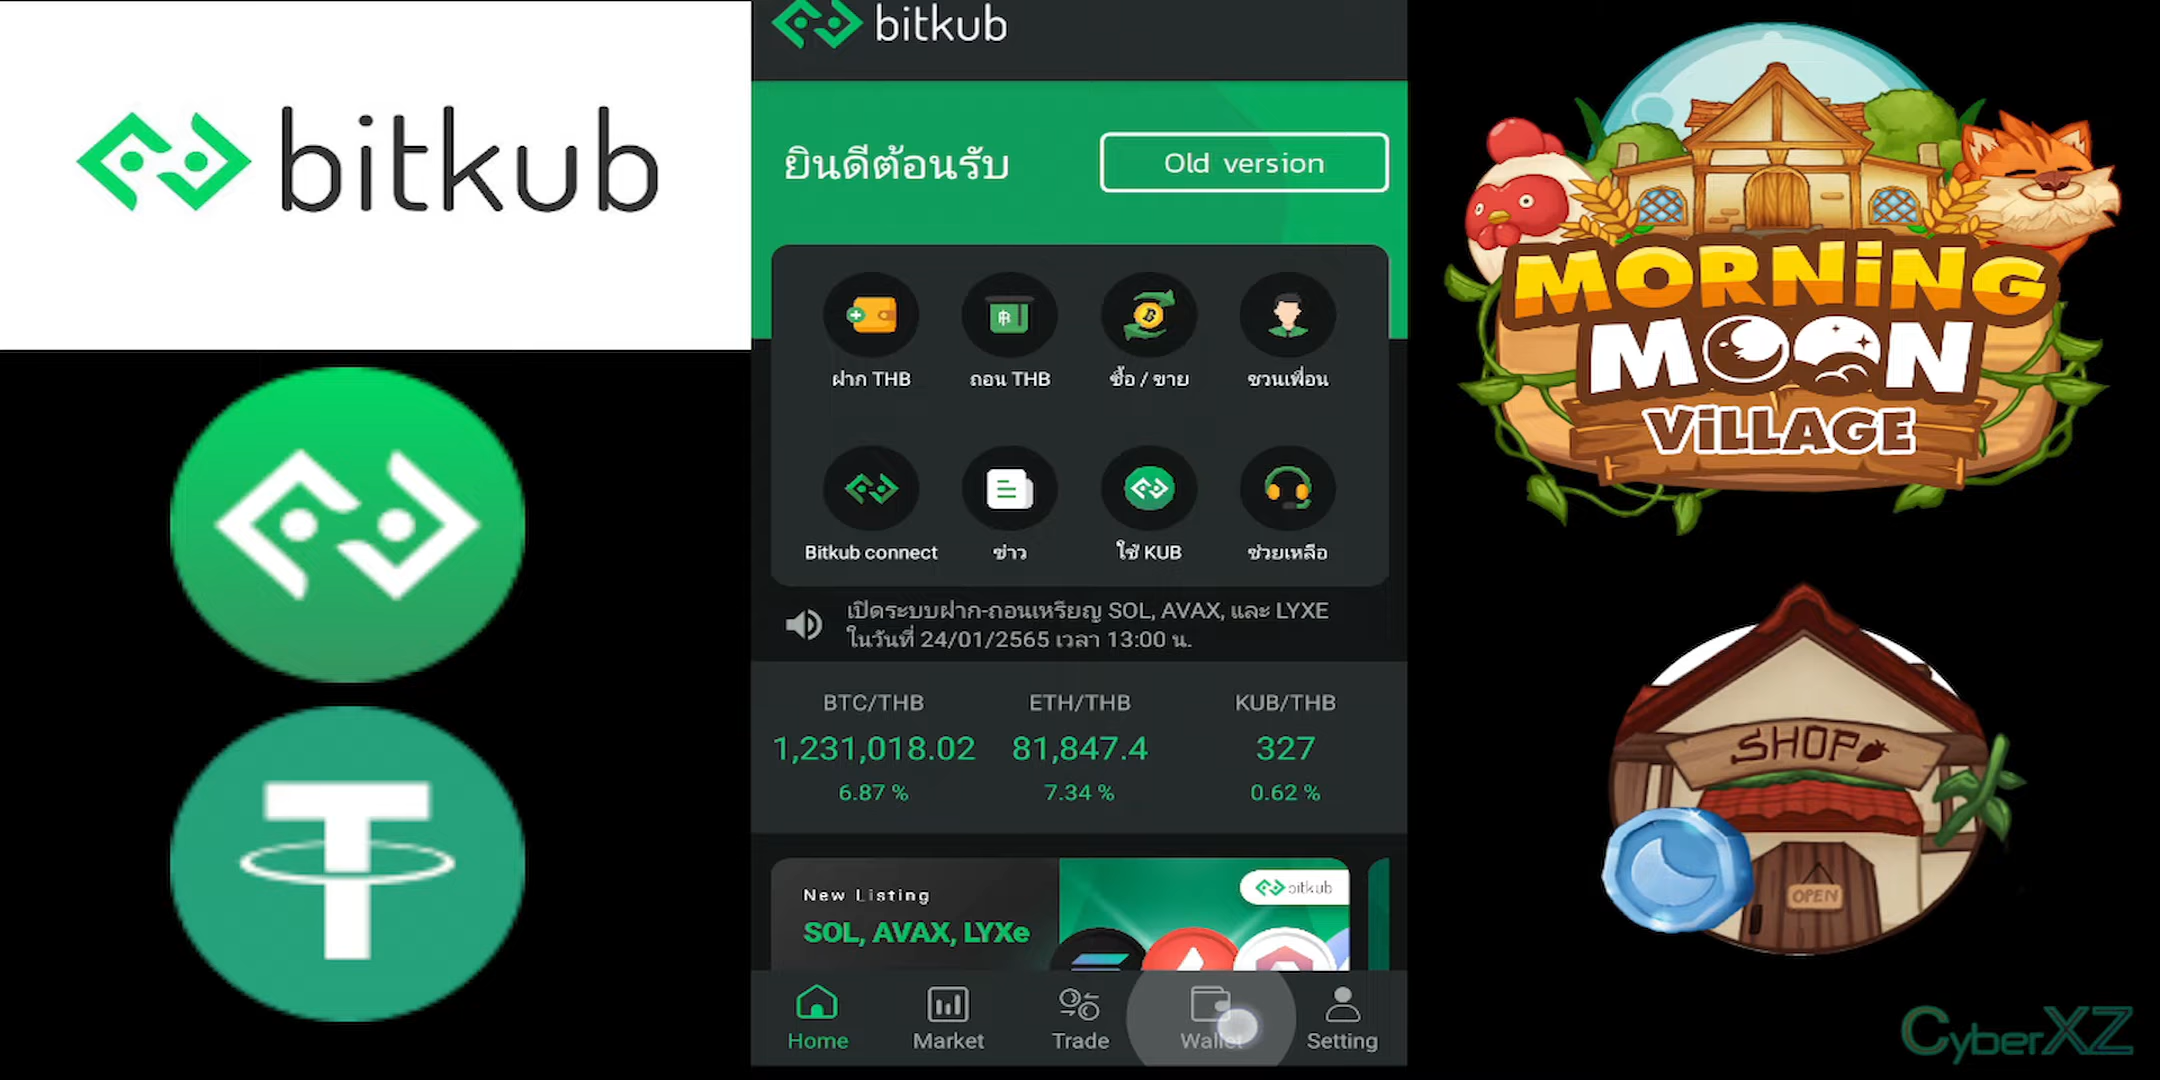 bitkub
bitkub
ยินดีต้อนรับ
Old version
ฝาก THB
ถอน THB
ซื้อ / ขาย
ชวนเพื่อน
Bitkub connect
ข่าว
ใช้ KUB
ช่วยเหลือ
เปิดระบบฝาก-ถอนเหรียญ SOL, AVAX, และ LYXE
ในวันที่ 24/01/2565 เวลา 13:00 น.
BTC/THB
ETH/THB
KUB/THB
1,231,018.02
81,847.4
327
6.87 %
7.34 %
0.62 %
New Listing
SOL, AVAX, LYXe
bitkub
Home
Market
Trade
Wallet
Setting
MORNiNG
MOON
ViLLAGE
SHOP
OPEN
CyberXZ